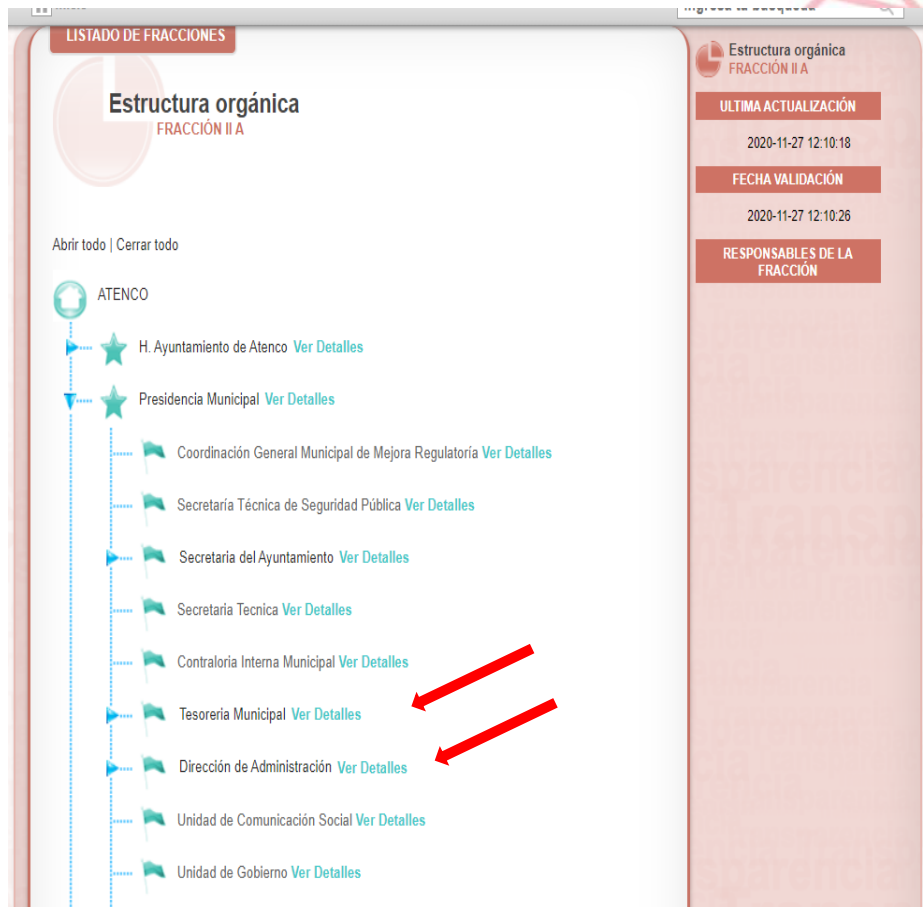 LISTADO DE FRACCIONES
Estructura orgánica
FRACCIÓN II A
Abrir todo | Cerrar todo
ATENCO
H. Ayuntamiento de Atenco Ver Detalles
Presidencia Municipal Ver Detalles
Coordinación General Municipal de Mejora Regulatoría Ver Detalles
Secretaría Técnica de Seguridad Pública Ver Detalles
Secretaria del Ayuntamiento Ver Detalles
Secretaria Tecnica Ver Detalles
Contraloria Interna Municipal Ver Detalles
Tesoreria Municipal Ver Detalles
Dirección de Administración Ver Detalles
Unidad de Comunicación Social Ver Detalles
Unidad de Gobierno Ver Detalles
Estructura orgánica
FRACCIÓN II A
ULTIMA ACTUALIZACIÓN
2020-11-27 12:10:18
FECHA VALIDACIÓN
2020-11-27 12:10:26
RESPONSABLES DE LA
FRACCIÓN